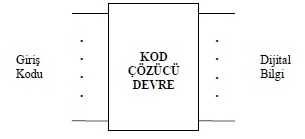 Giriş
Kodu
KOD
ÇÖZÜCÜ
DEVRE
Dijital
Bilgi